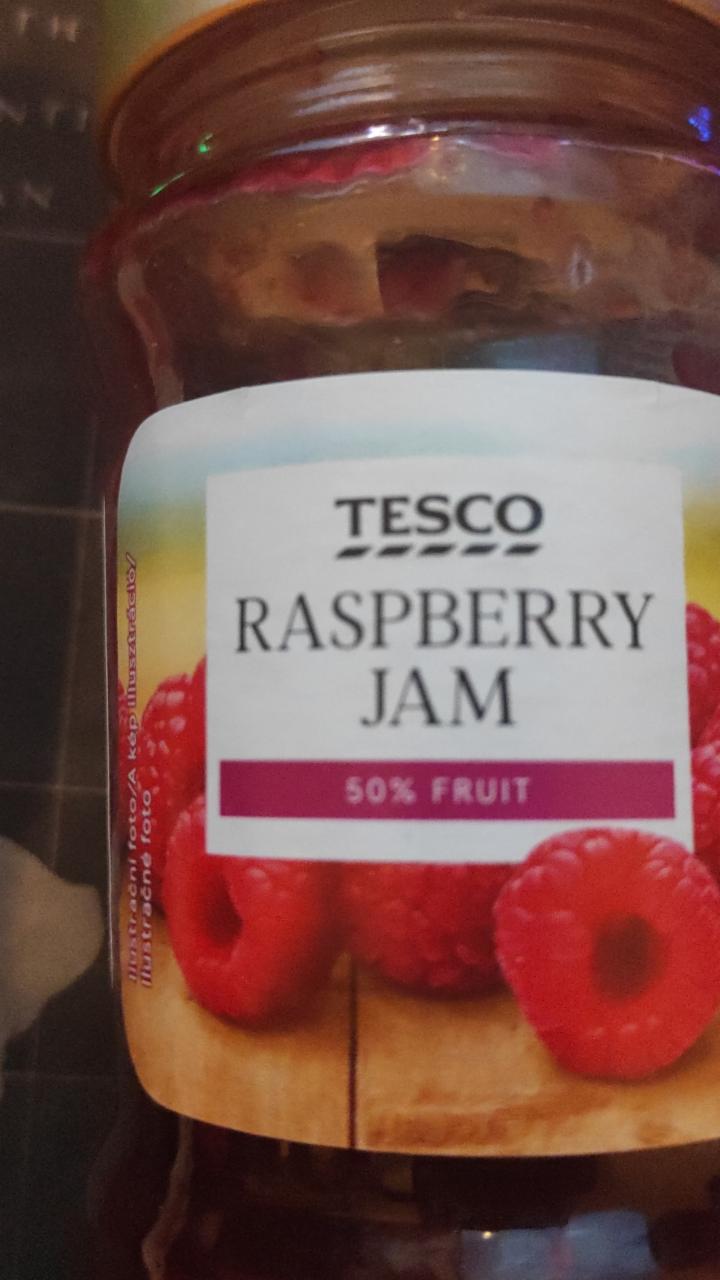 TESCO
RASPBERRY
JAM
50% FRUIT
Ilustrační foto/A kép illusztráció/
Ilustračné foto